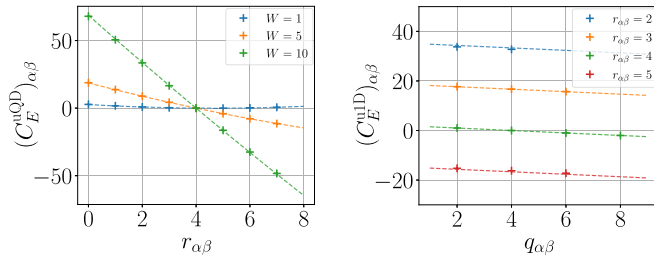 (C_E^{uQD})_{αβ}
50
0
−50
0 2 4 6 8
r_{αβ}
W = 1
W = 5
W = 10
(C_E^{u1D})_{αβ}
40
20
0
−20
2 4 6 8
q_{αβ}
r_{αβ} = 2
r_{αβ} = 3
r_{αβ} = 4
r_{αβ} = 5